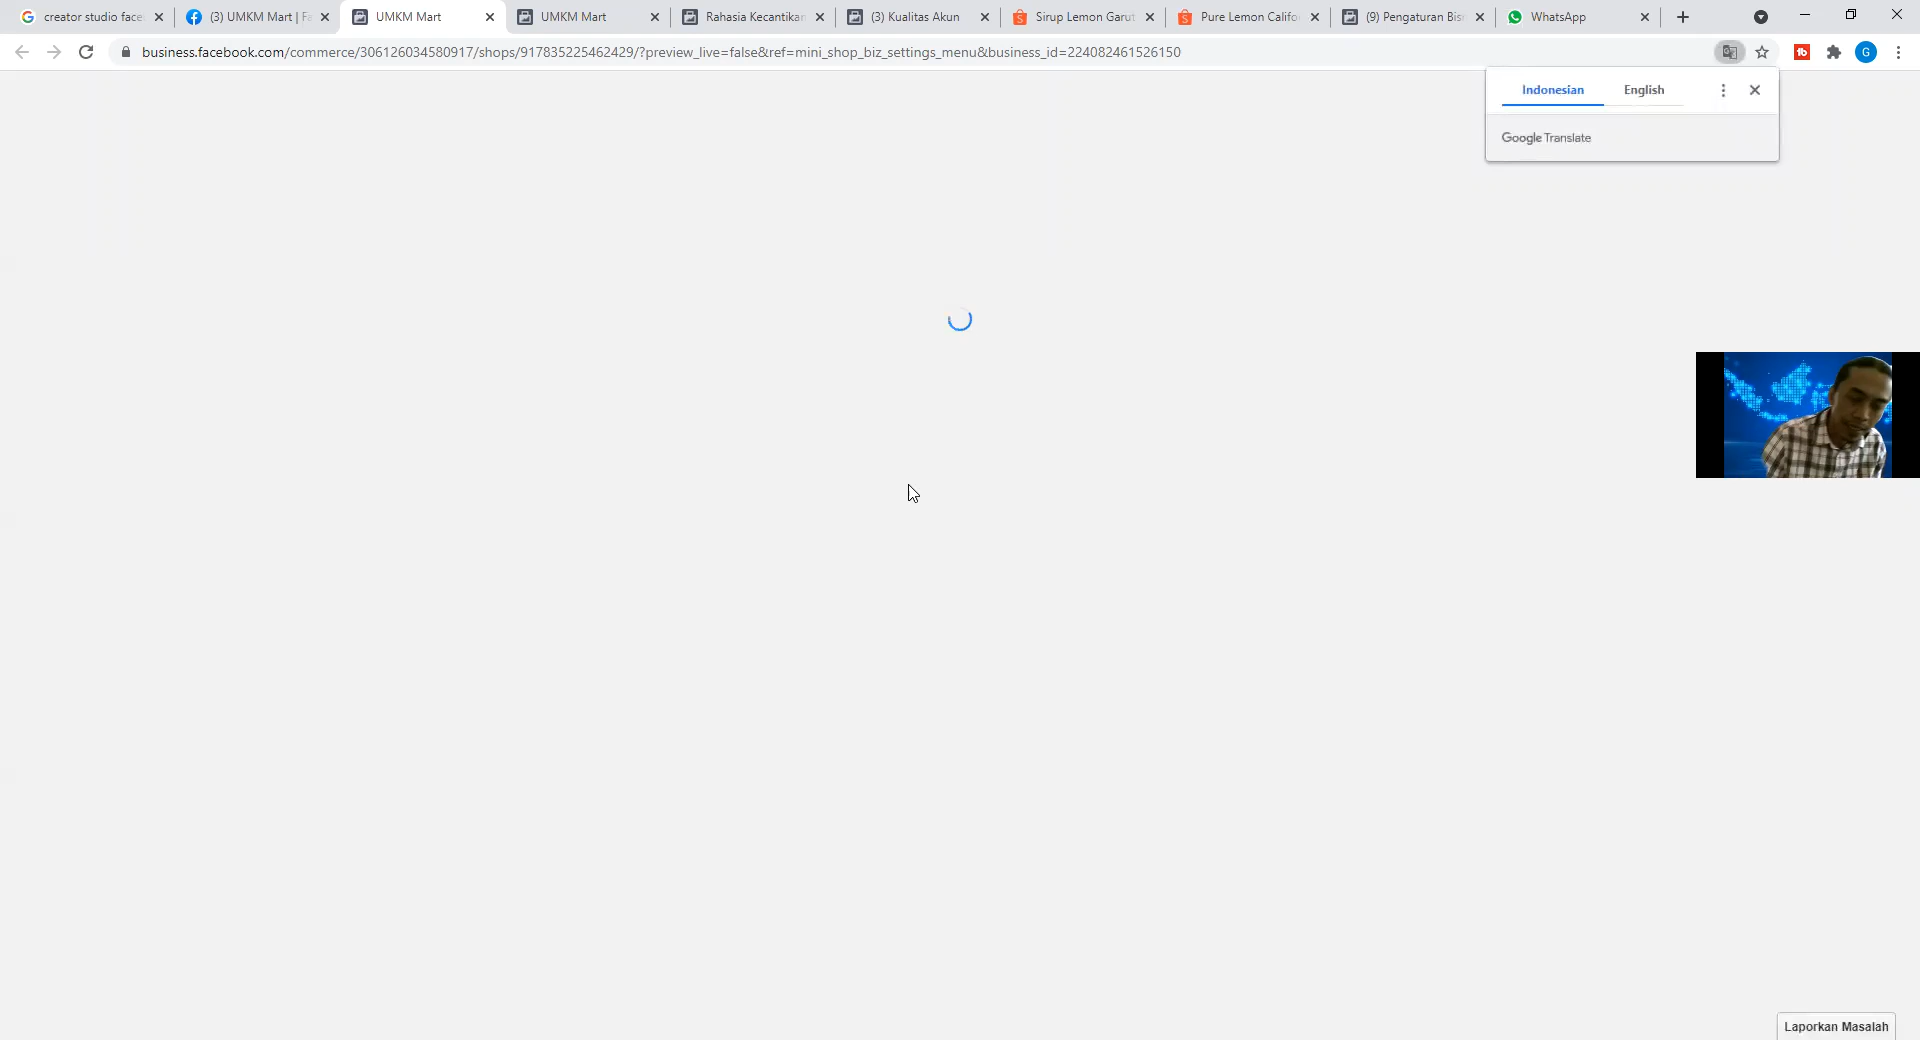 creator studio face
(3) UMKM Mart | Fa
UMKM Mart
UMKM Mart
Rahasia Kecantikan
(3) Kualitas Akun
Sirup Lemon Garut
Pure Lemon Califo
(9) Pengaturan Bis
WhatsApp
business.facebook.com/commerce/306126034580917/shops/917835225462429/?preview_live=false&ref=mini_shop_biz_settings_menu&business_id=224082461526150
G
Indonesian English
Google Translate
Laporkan Masalah